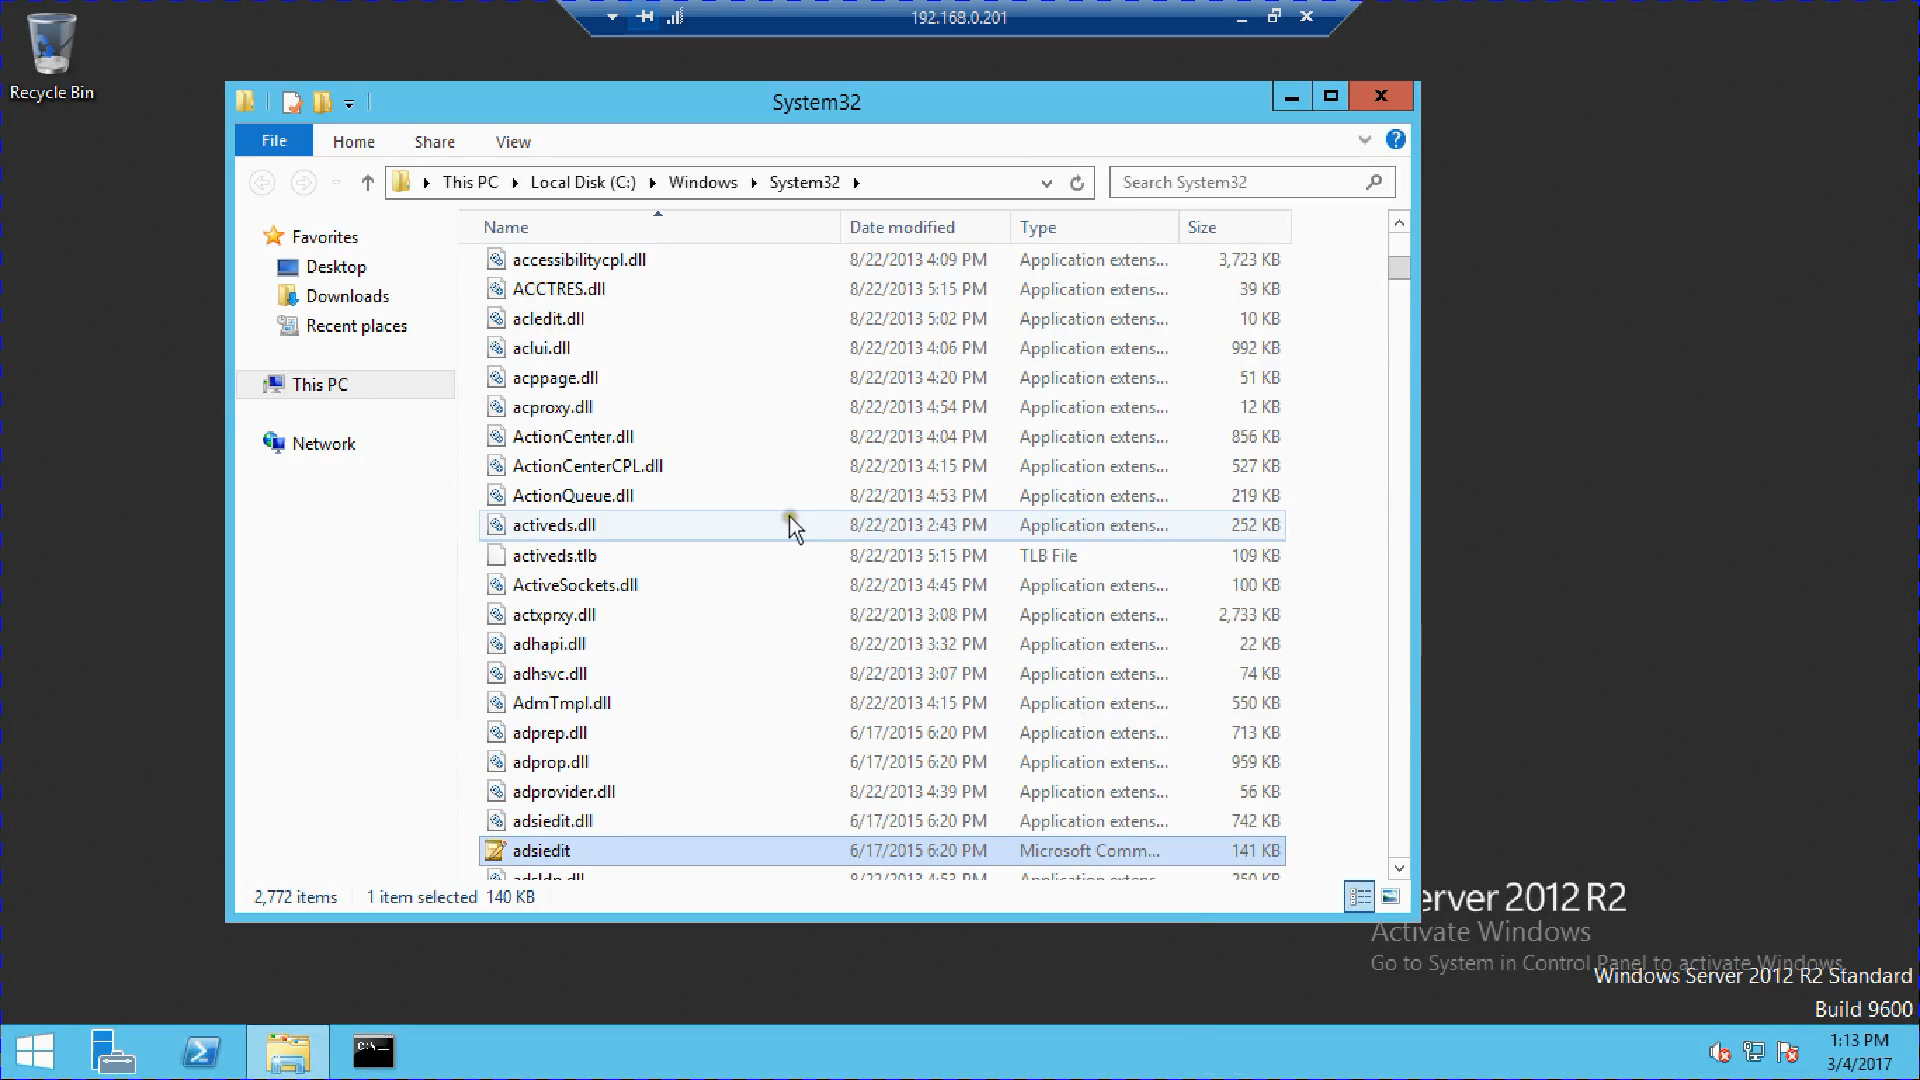 192.168.0.201
Recycle Bin
System32
File Home Share View
This PC Local Disk (C:) Windows System32
Search System32
Favorites
Desktop
Downloads
Recent places
This PC
Network
Name Date modified Type Size
accessibilitycpl.dll 8/22/2013 4:09 PM Application extens... 3,723 KB
ACCTRES.dll 8/22/2013 5:15 PM Application extens... 39 KB
acledit.dll 8/22/2013 5:02 PM Application extens... 10 KB
aclui.dll 8/22/2013 4:06 PM Application extens... 992 KB
acppage.dll 8/22/2013 4:20 PM Application extens... 51 KB
acproxy.dll 8/22/2013 4:54 PM Application extens... 12 KB
ActionCenter.dll 8/22/2013 4:04 PM Application extens... 856 KB
ActionCenterCPL.dll 8/22/2013 4:15 PM Application extens... 527 KB
ActionQueue.dll 8/22/2013 4:53 PM Application extens... 219 KB
activeds.dll 8/22/2013 2:43 PM Application extens... 252 KB
activeds.tlb 8/22/2013 5:15 PM TLB File 109 KB
ActiveSockets.dll 8/22/2013 4:45 PM Application extens... 100 KB
actxprxy.dll 8/22/2013 3:08 PM Application extens... 2,733 KB
adhapi.dll 8/22/2013 3:32 PM Application extens... 22 KB
adhsvc.dll 8/22/2013 3:07 PM Application extens... 74 KB
AdmTmpl.dll 8/22/2013 4:15 PM Application extens... 550 KB
adprep.dll 6/17/2015 6:20 PM Application extens... 713 KB
adprop.dll 6/17/2015 6:20 PM Application extens... 959 KB
adprovider.dll 8/22/2013 4:39 PM Application extens... 56 KB
adsiedit.dll 6/17/2015 6:20 PM Application extens... 742 KB
adsiedit 6/17/2015 6:20 PM Microsoft Comm... 141 KB
adsldp.dll 8/22/2013 4:53 PM Application extens... 250 KB
2,772 items 1 item selected 140 KB
erver 2012 R2
Activate Windows
Go to System in Control Panel to activate Windows.
Windows Server 2012 R2 Standard
Build 9600
1:13 PM
3/4/2017